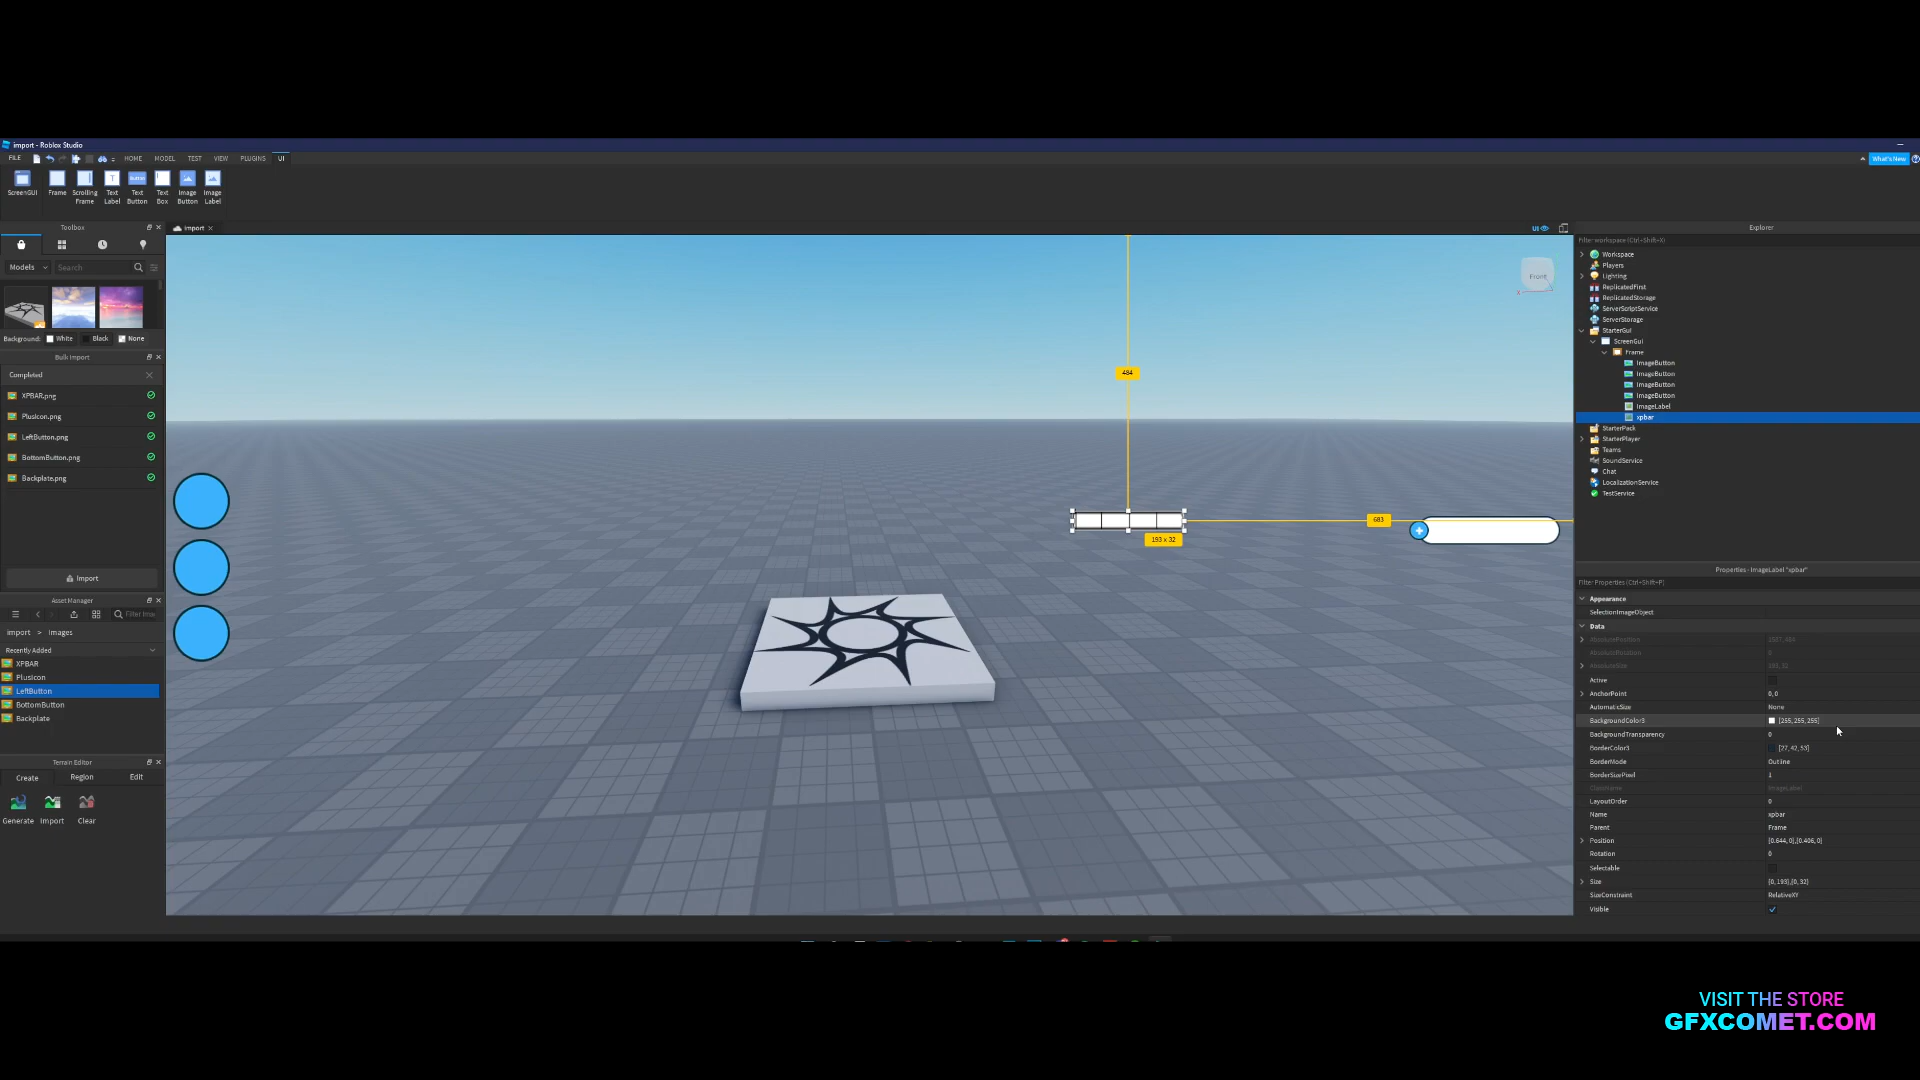 import - Roblox Studio
FILE HOME MODEL TEST VIEW PLUGINS UI What's New
ScreenGUI Frame Scrolling Frame Text Label Text Button Text Box Image Button Image Label
Toolbox
Models Search
Background: White Black None
Bulk Import
Completed
XPBAR.png
PlusIcon.png
LeftButton.png
BottomButton.png
Backplate.png
Import
Asset Manager
import > Images
Recently Added
XPBAR
PlusIcon
LeftButton
BottomButton
Backplate
Terrain Editor
Create Region Edit
Generate Import Clear
import UI
Front
484
683
193 x 32
Explorer
Filter workspace (Ctrl+Shift+X)
Workspace
Players
Lighting
ReplicatedFirst
ReplicatedStorage
ServerScriptService
ServerStorage
StarterGui
ScreenGui
Frame
ImageButton
ImageButton
ImageButton
ImageButton
ImageLabel
xpbar
StarterPack
StarterPlayer
Teams
SoundService
Chat
LocalizationService
TestService
Properties - ImageLabel "xpbar"
Filter Properties (Ctrl+Shift+P)
Appearance
SelectionImageObject
Data
AbsolutePosition
AbsoluteRotation 0
AbsoluteSize
Active
AnchorPoint 0, 0
AutomaticSize None
BackgroundColor3 [255, 255, 255]
BackgroundTransparency 0
BorderColor3 [27, 42, 53]
BorderMode Outline
BorderSizePixel 1
ClassName ImageLabel
LayoutOrder 0
Name xpbar
Parent Frame
Position {0.644, 0},{0.406, 0}
Rotation 0
Selectable
Size {0, 193},{0, 32}
SizeConstraint RelativeXY
Visible
VISIT THE STORE
GFXCOMET.COM